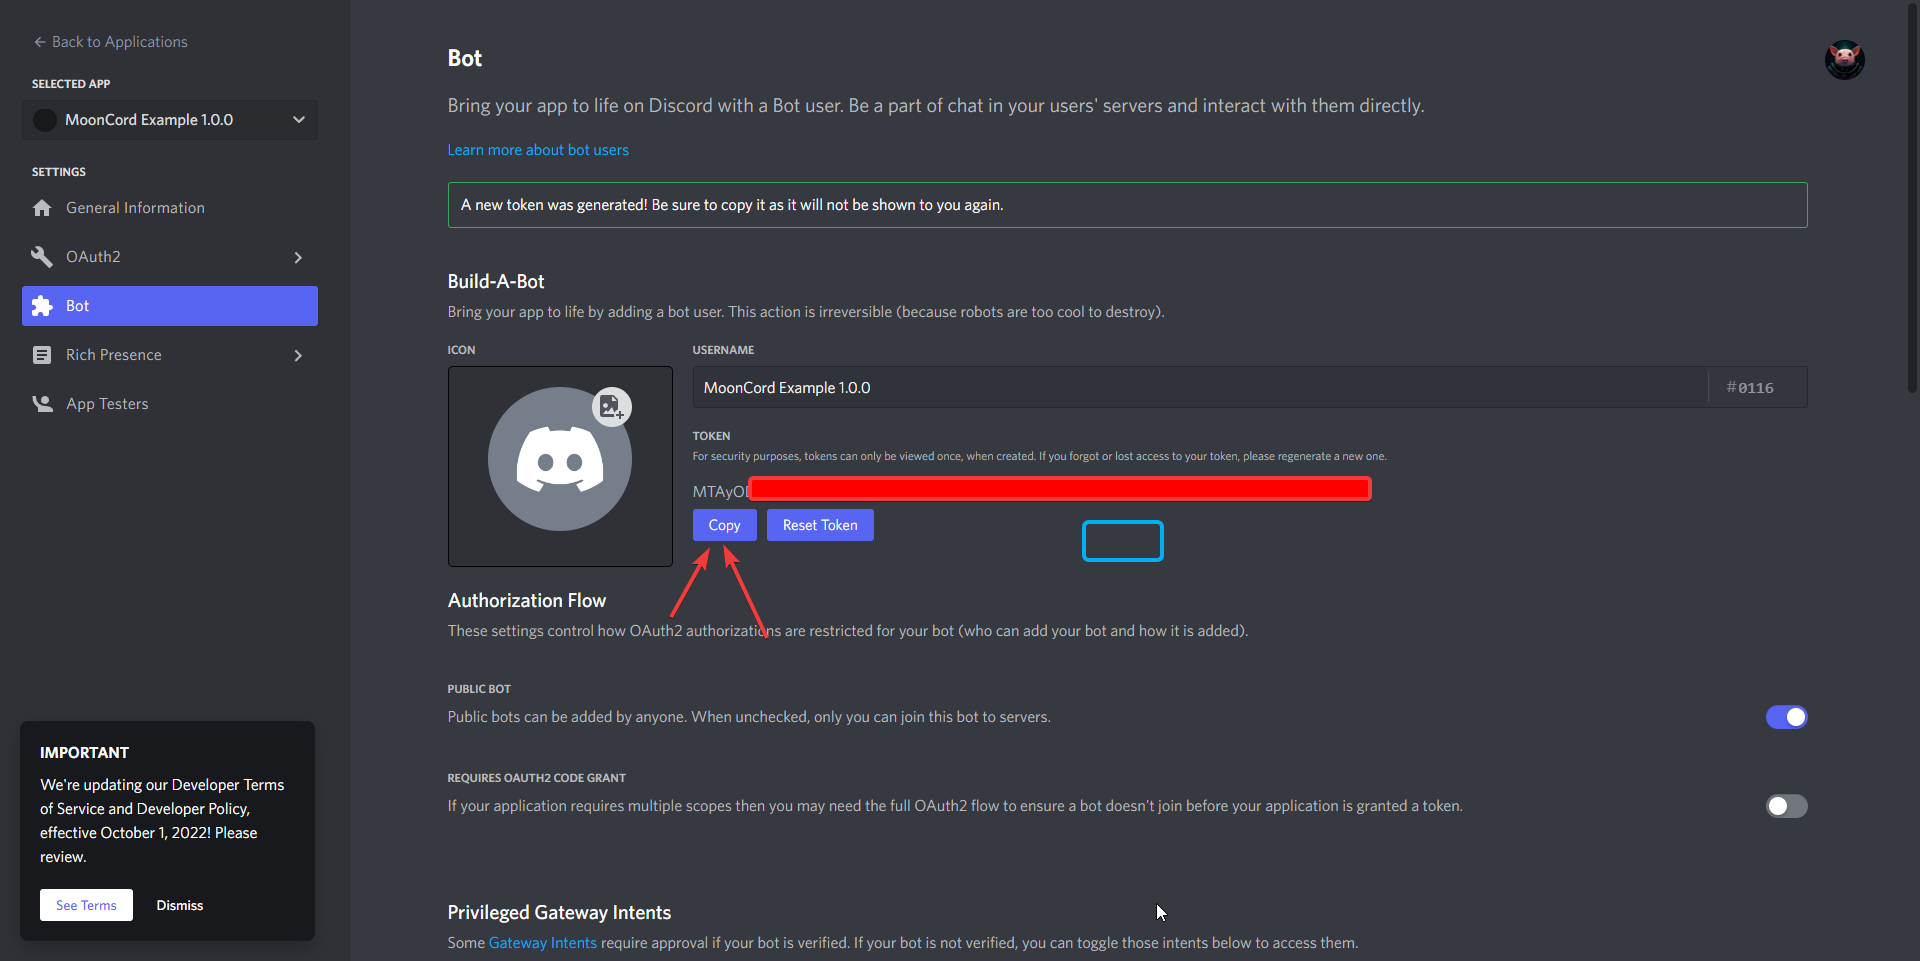 Back to Applications
SELECTED APP
MoonCord Example 1.0.0
SETTINGS
General Information
OAuth2
Bot
Rich Presence
App Testers
IMPORTANT
We're updating our Developer Terms
of Service and Developer Policy,
effective October 1, 2022! Please
review.
See Terms
Dismiss
Bot
Bring your app to life on Discord with a Bot user. Be a part of chat in your users' servers and interact with them directly.
Learn more about bot users
A new token was generated! Be sure to copy it as it will not be shown to you again.
Build-A-Bot
Bring your app to life by adding a bot user. This action is irreversible (because robots are too cool to destroy).
ICON
USERNAME
MoonCord Example 1.0.0
#0116
TOKEN
For security purposes, tokens can only be viewed once, when created. If you forgot or lost access to your token, please regenerate a new one.
MTAyO
Copy
Reset Token
Authorization Flow
These settings control how OAuth2 authorizations are restricted for your bot (who can add your bot and how it is added).
PUBLIC BOT
Public bots can be added by anyone. When unchecked, only you can join this bot to servers.
REQUIRES OAUTH2 CODE GRANT
If your application requires multiple scopes then you may need the full OAuth2 flow to ensure a bot doesn't join before your application is granted a token.
Privileged Gateway Intents
Some Gateway Intents require approval if your bot is verified. If your bot is not verified, you can toggle those intents below to access them.